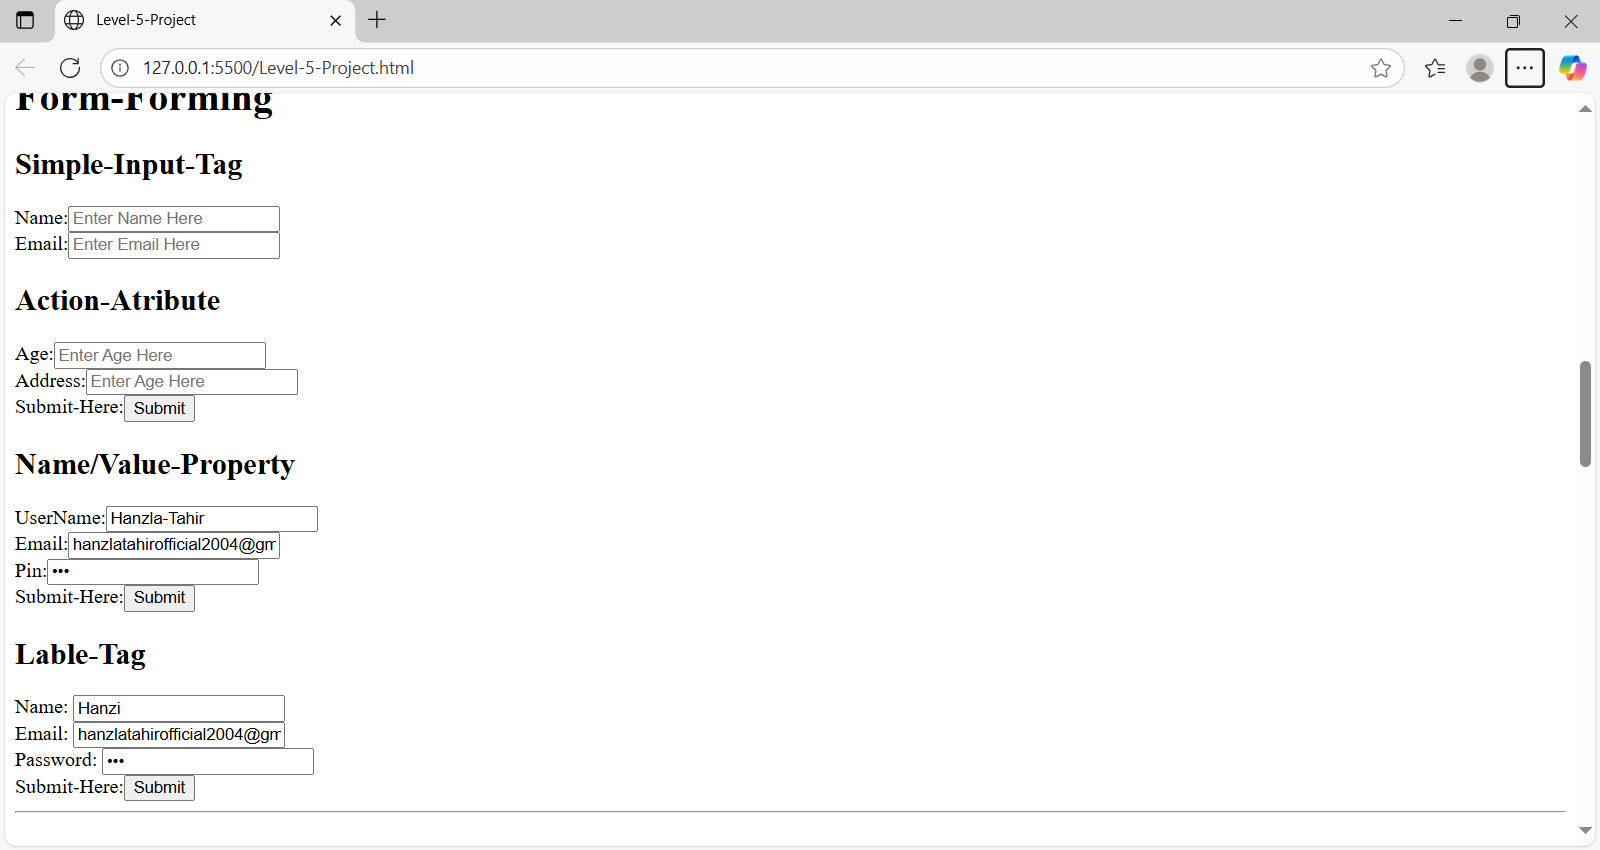 Level-5-Project
127.0.0.1:5500/Level-5-Project.html
Form-Forming
Simple-Input-Tag
Name: Enter Name Here
Email: Enter Email Here
Action-Atribute
Age: Enter Age Here
Address: Enter Age Here
Submit-Here: Submit
Name/Value-Property
UserName: Hanzla-Tahir
Email: hanzlatahirofficial2004@gm
Pin: •••
Submit-Here: Submit
Lable-Tag
Name: Hanzi
Email: hanzlatahirofficial2004@gm
Password: •••
Submit-Here: Submit